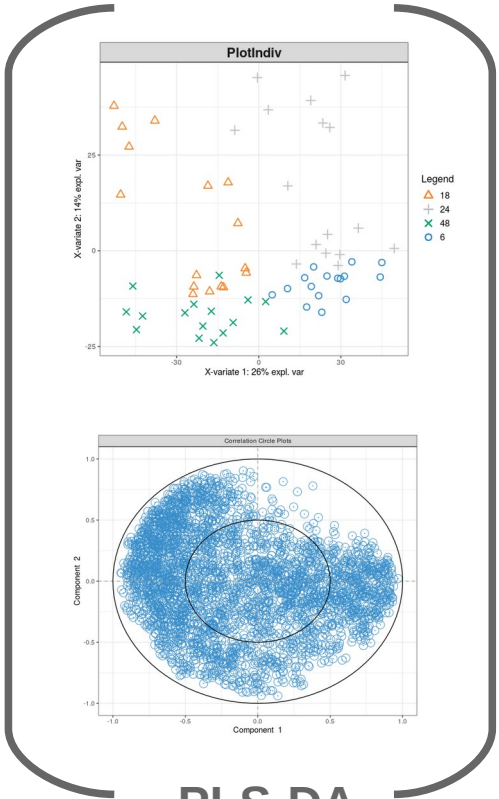 PlotIndiv
X-variate 2: 14% expl. var
25
0
-25
-30
0
30
X-variate 1: 26% expl. var
Legend
18
24
48
6
Correlation Circle Plots
Component 2
1.0
0.5
0.0
-0.5
-1.0
-1.0
-0.5
0.0
0.5
1.0
Component 1
PLS-DA